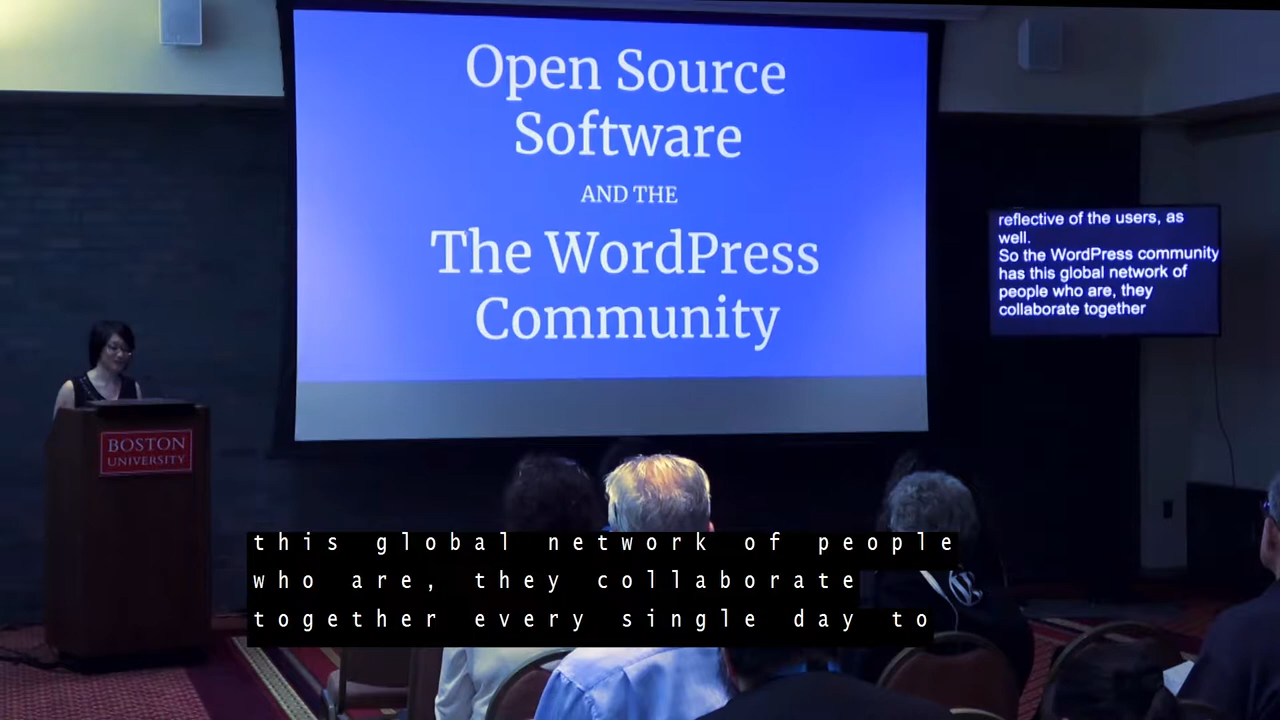 Open Source
Software
AND THE
The WordPress
Community
reflective of the users, as
well.
So the WordPress community
has this global network of
people who are, they
collaborate together
BOSTON
UNIVERSITY
this global network of people
who are, they collaborate
together every single day to